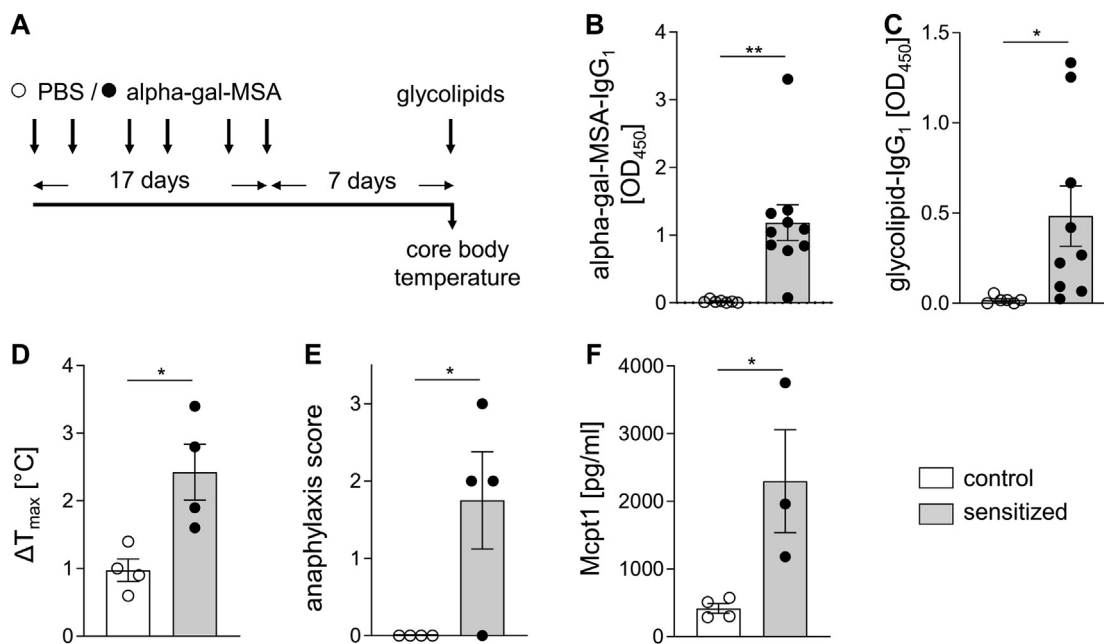 A
○ PBS / ● alpha-gal-MSA
glycolipids
17 days
7 days
core body
temperature
B
alpha-gal-MSA-IgG₁
[OD₄₅₀]
4
3
2
1
0
**
C
glycolipid-IgG₁ [OD₄₅₀]
1.5
1.0
0.5
0.0
*
D
ΔTₘₐₓ [°C]
4
3
2
1
0
*
E
anaphylaxis score
3
2
1
0
*
F
Mcpt1 [pg/ml]
4000
3000
2000
1000
0
*
control
sensitized